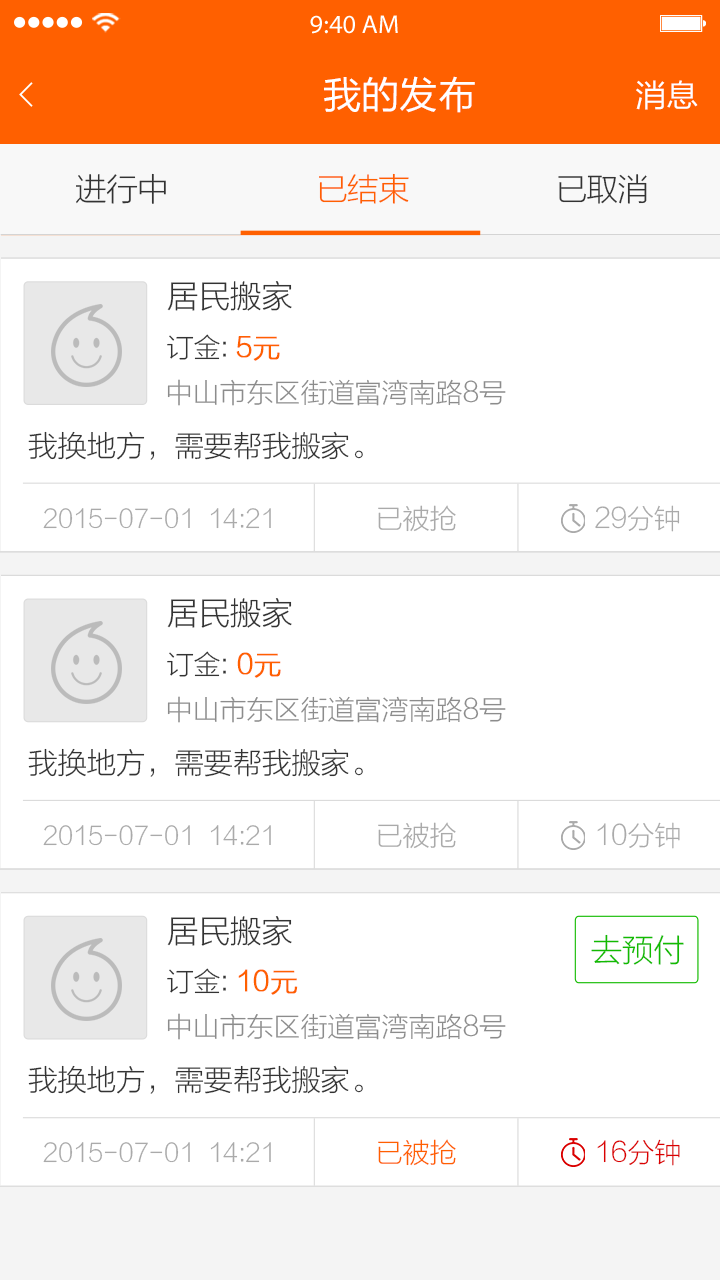 9:40 AM
我的发布 消息
进行中 已结束 已取消
居民搬家
订金: 5元
中山市东区街道富湾南路8号
我换地方，需要帮我搬家。
2015-07-01 14:21 已被抢 29分钟
居民搬家
订金: 0元
中山市东区街道富湾南路8号
我换地方，需要帮我搬家。
2015-07-01 14:21 已被抢 10分钟
居民搬家 去预付
订金: 10元
中山市东区街道富湾南路8号
我换地方，需要帮我搬家。
2015-07-01 14:21 已被抢 16分钟